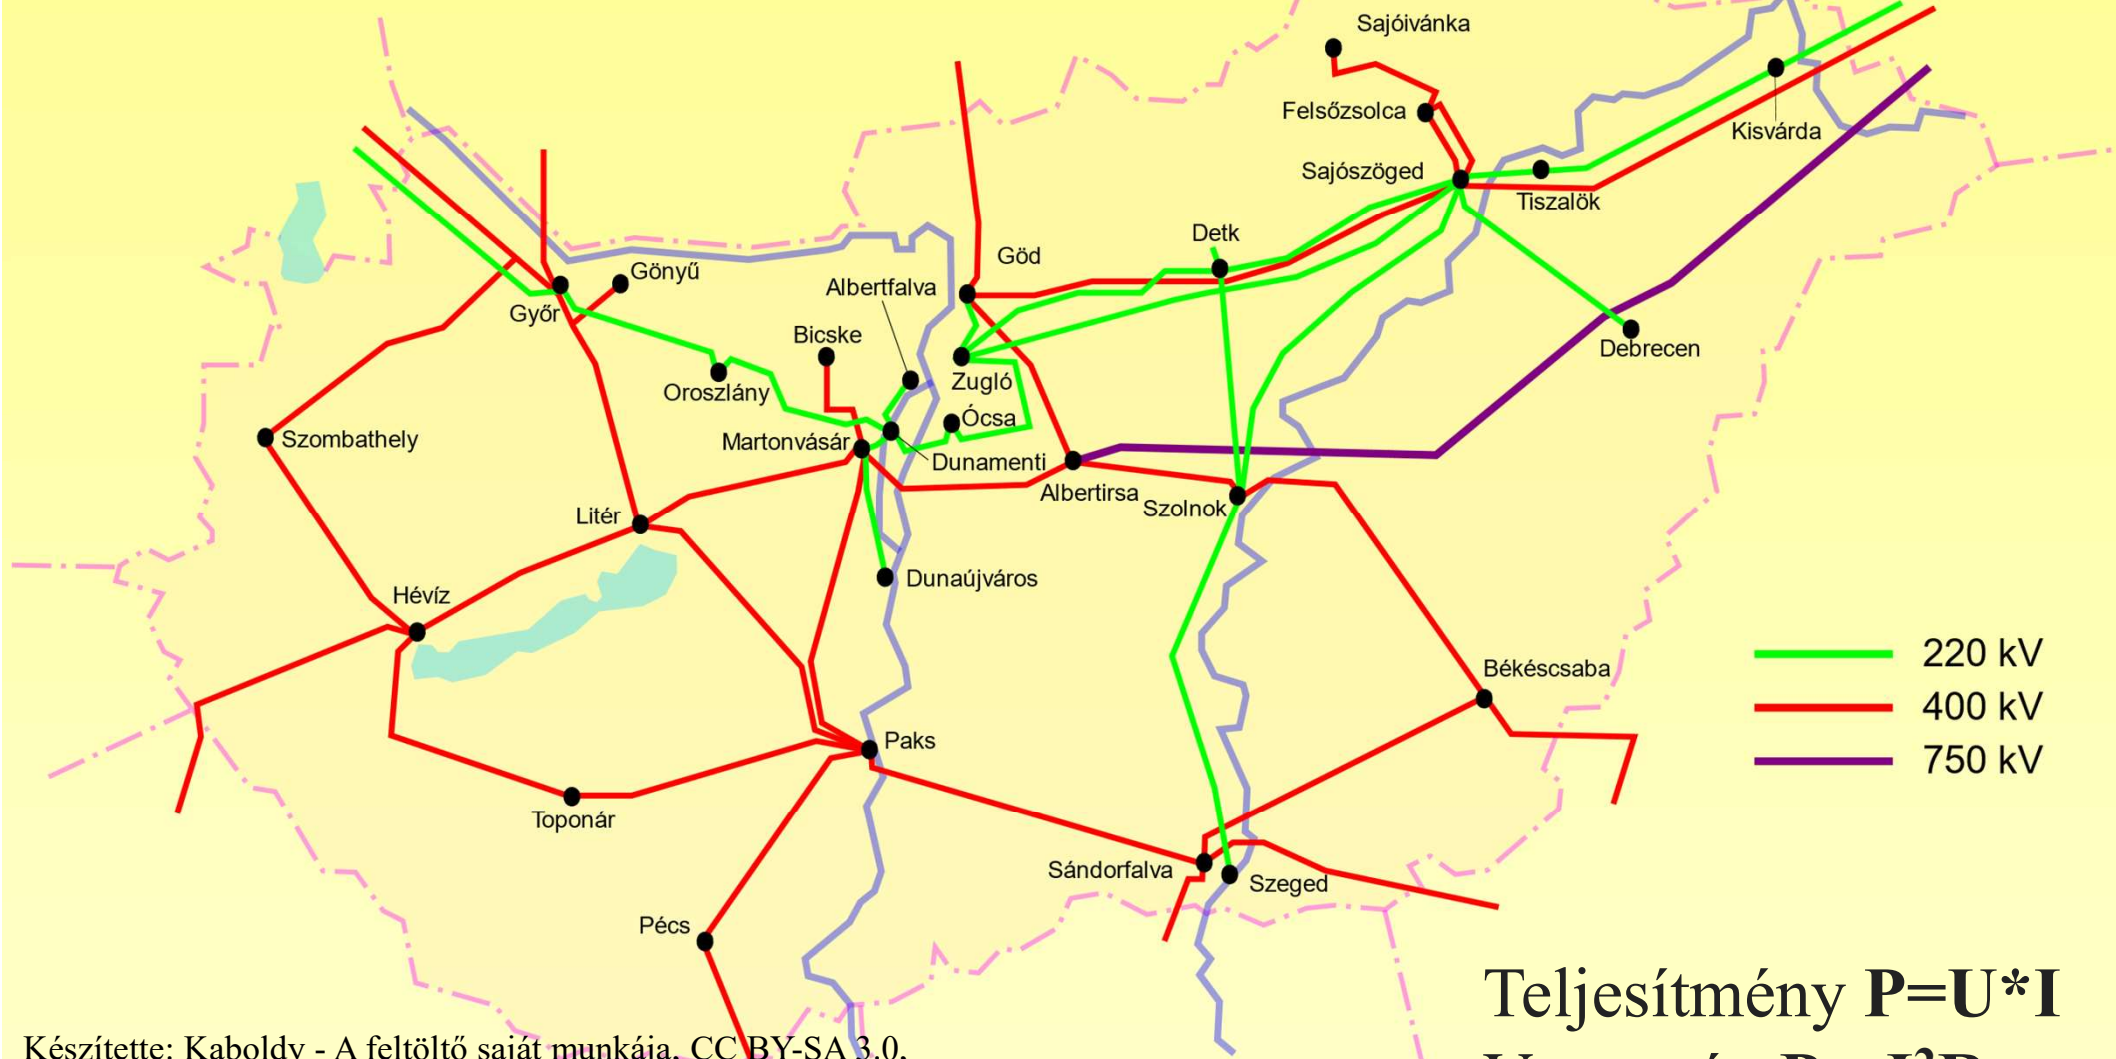 Sajóivánka
Felsőzsolca
Kisvárda
Sajószöged
Tiszalök
Detk
Göd
Gönyű
Albertfalva
Győr
Bicske
Debrecen
Zugló
Oroszlány
Ócsa
Szombathely
Martonvásár
Dunamenti
Albertirsa
Szolnok
Litér
Dunaújváros
Hévíz
220 kV
Békéscsaba
400 kV
Paks
750 kV
Toponár
Sándorfalva
Szeged
Pécs
Teljesítmény P=U*I
Készítette: Kaboldy - A feltöltő saját munkája, CC BY-SA 3.0,